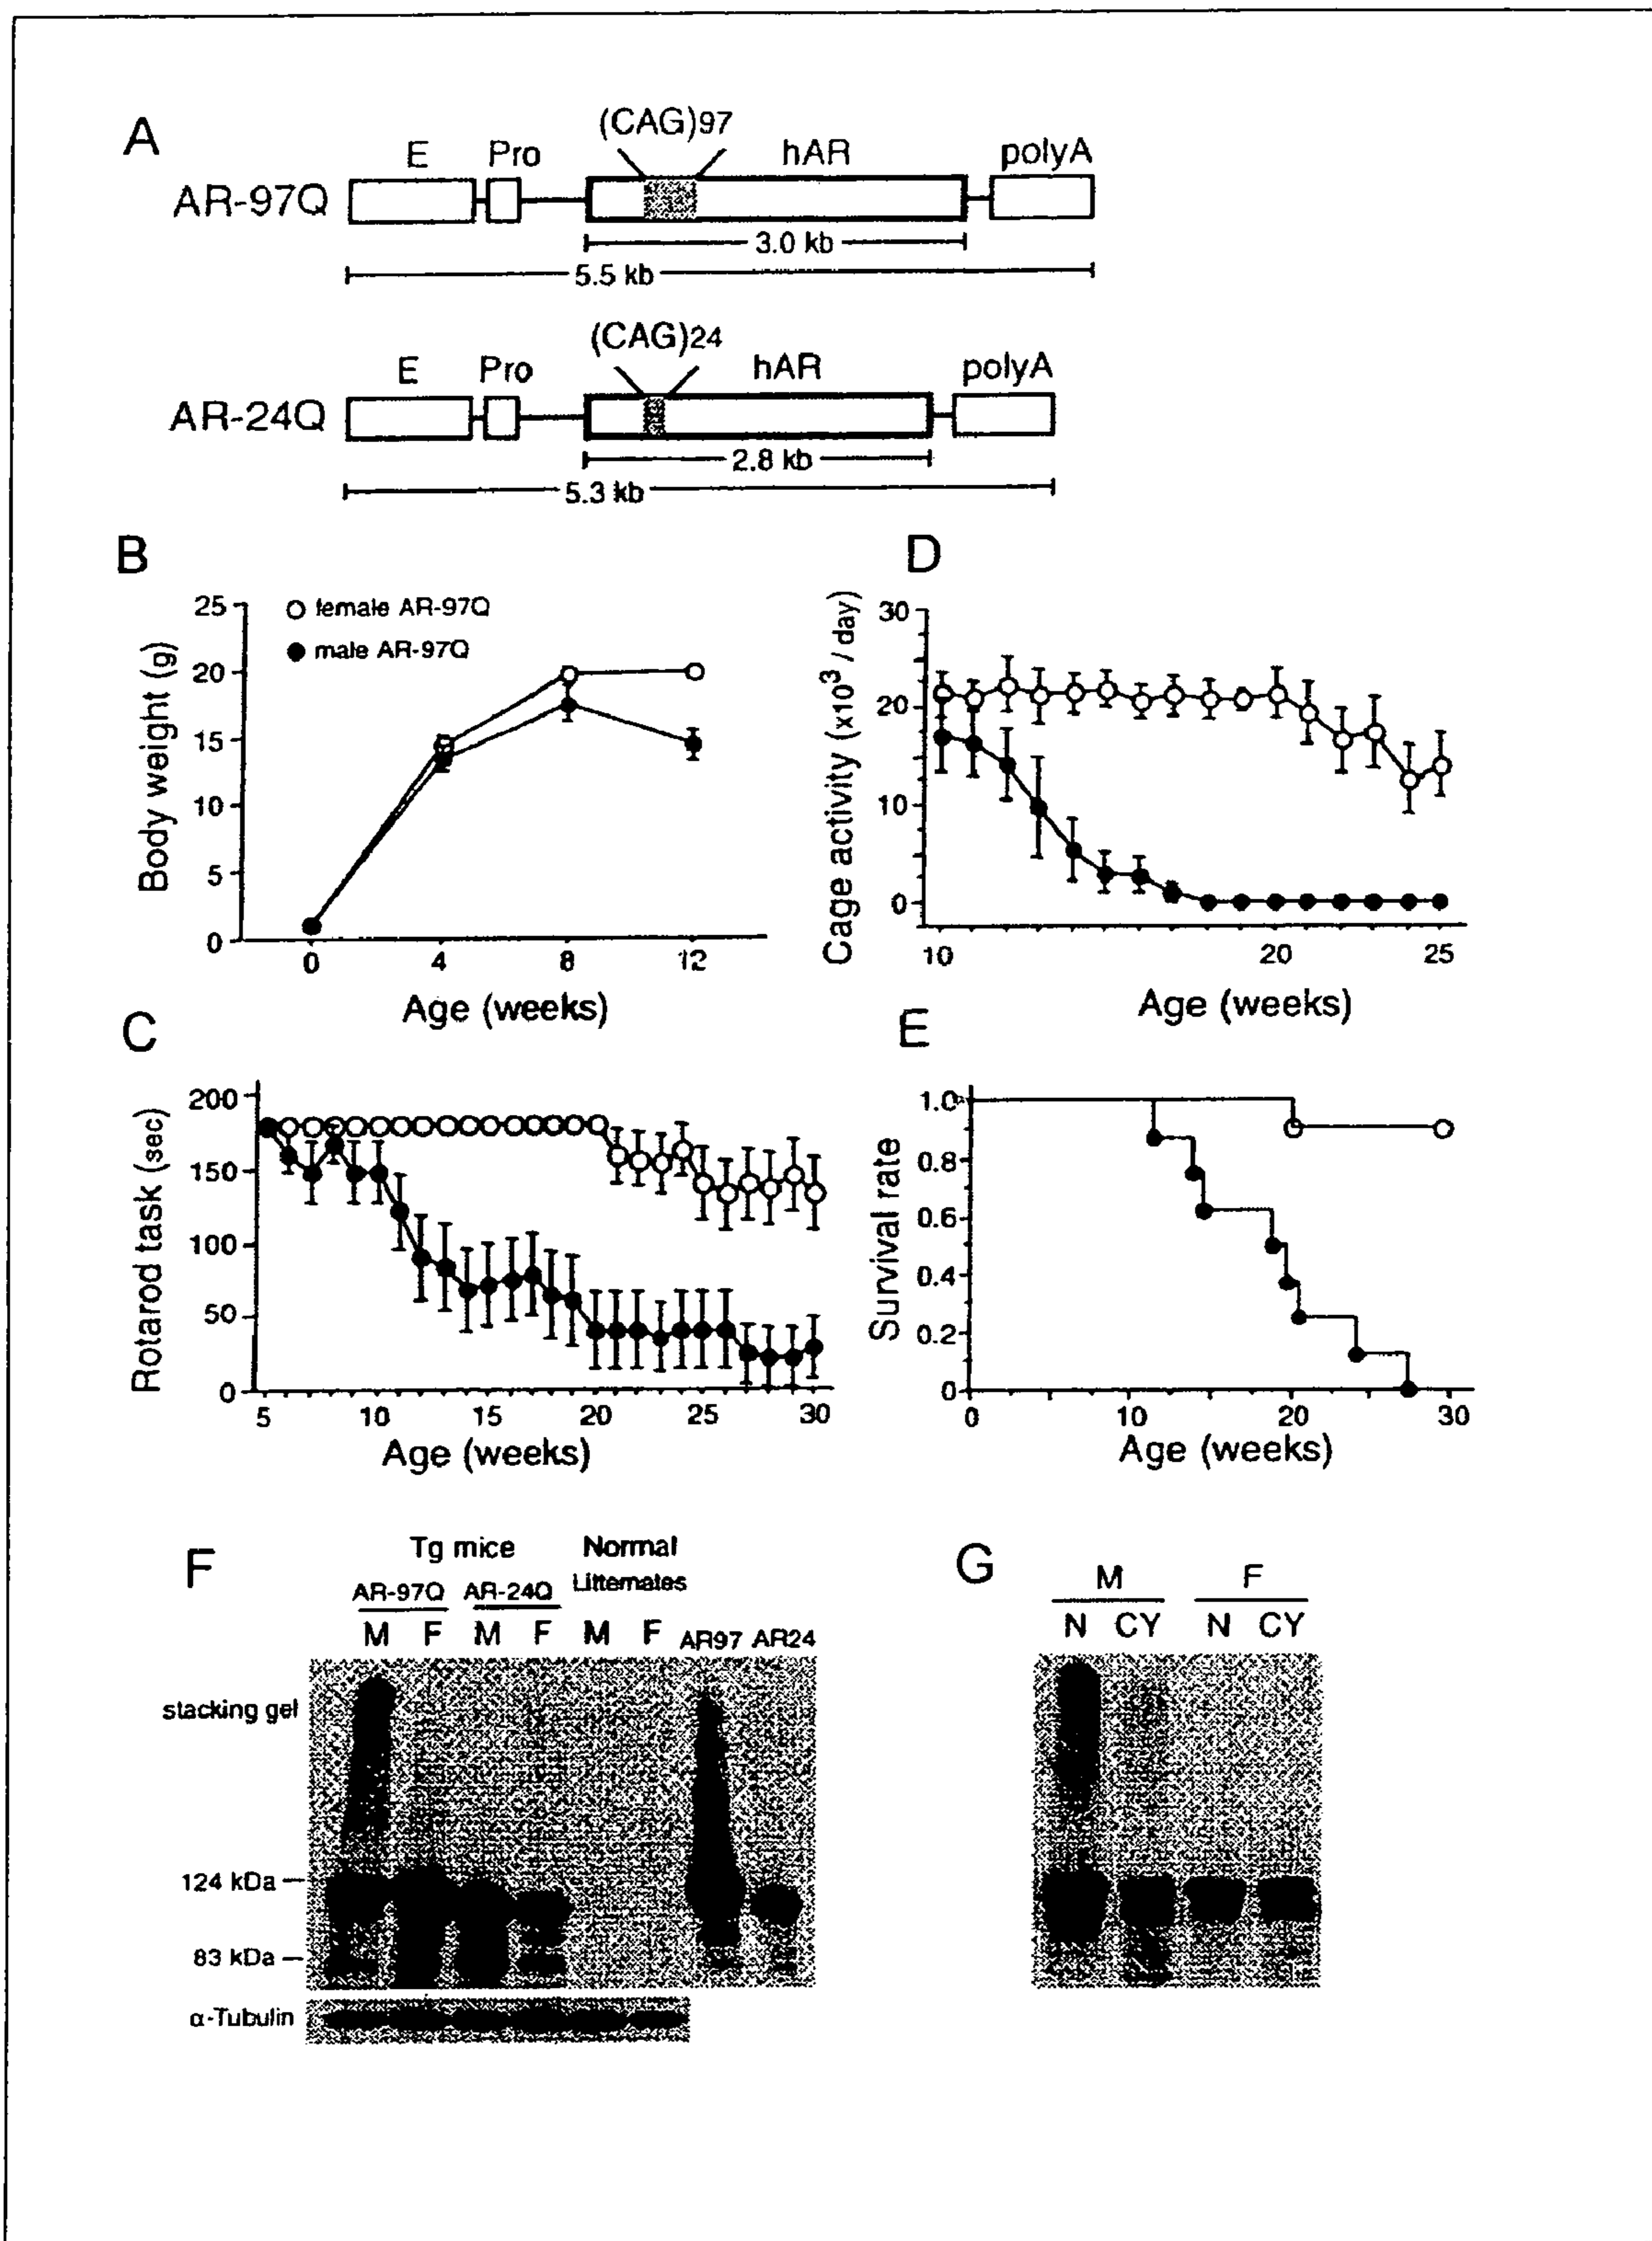 A
(CAG)97
E Pro hAR polyA
AR-97Q
3.0 kb
5.5 kb
(CAG)24
E Pro hAR polyA
AR-24Q
2.8 kb
5.3 kb
B
female AR-97Q
male AR-97Q
Body weight (g)
25
20
15
10
5
0
0 4 8 12
Age (weeks)
D
Cage activity (x10³ / day)
30
20
10
0
10 20 25
Age (weeks)
C
Rotarod task (sec)
200
150
100
50
0
5 10 15 20 25 30
Age (weeks)
E
Survival rate
1.0
0.8
0.6
0.4
0.2
0
0 10 20 30
Age (weeks)
F
Tg mice Normal
AR-97Q AR-24Q Littemates
M F M F M F AR97 AR24
stacking gel
124 kDa
83 kDa
α-Tubulin
G
M F
N CY N CY